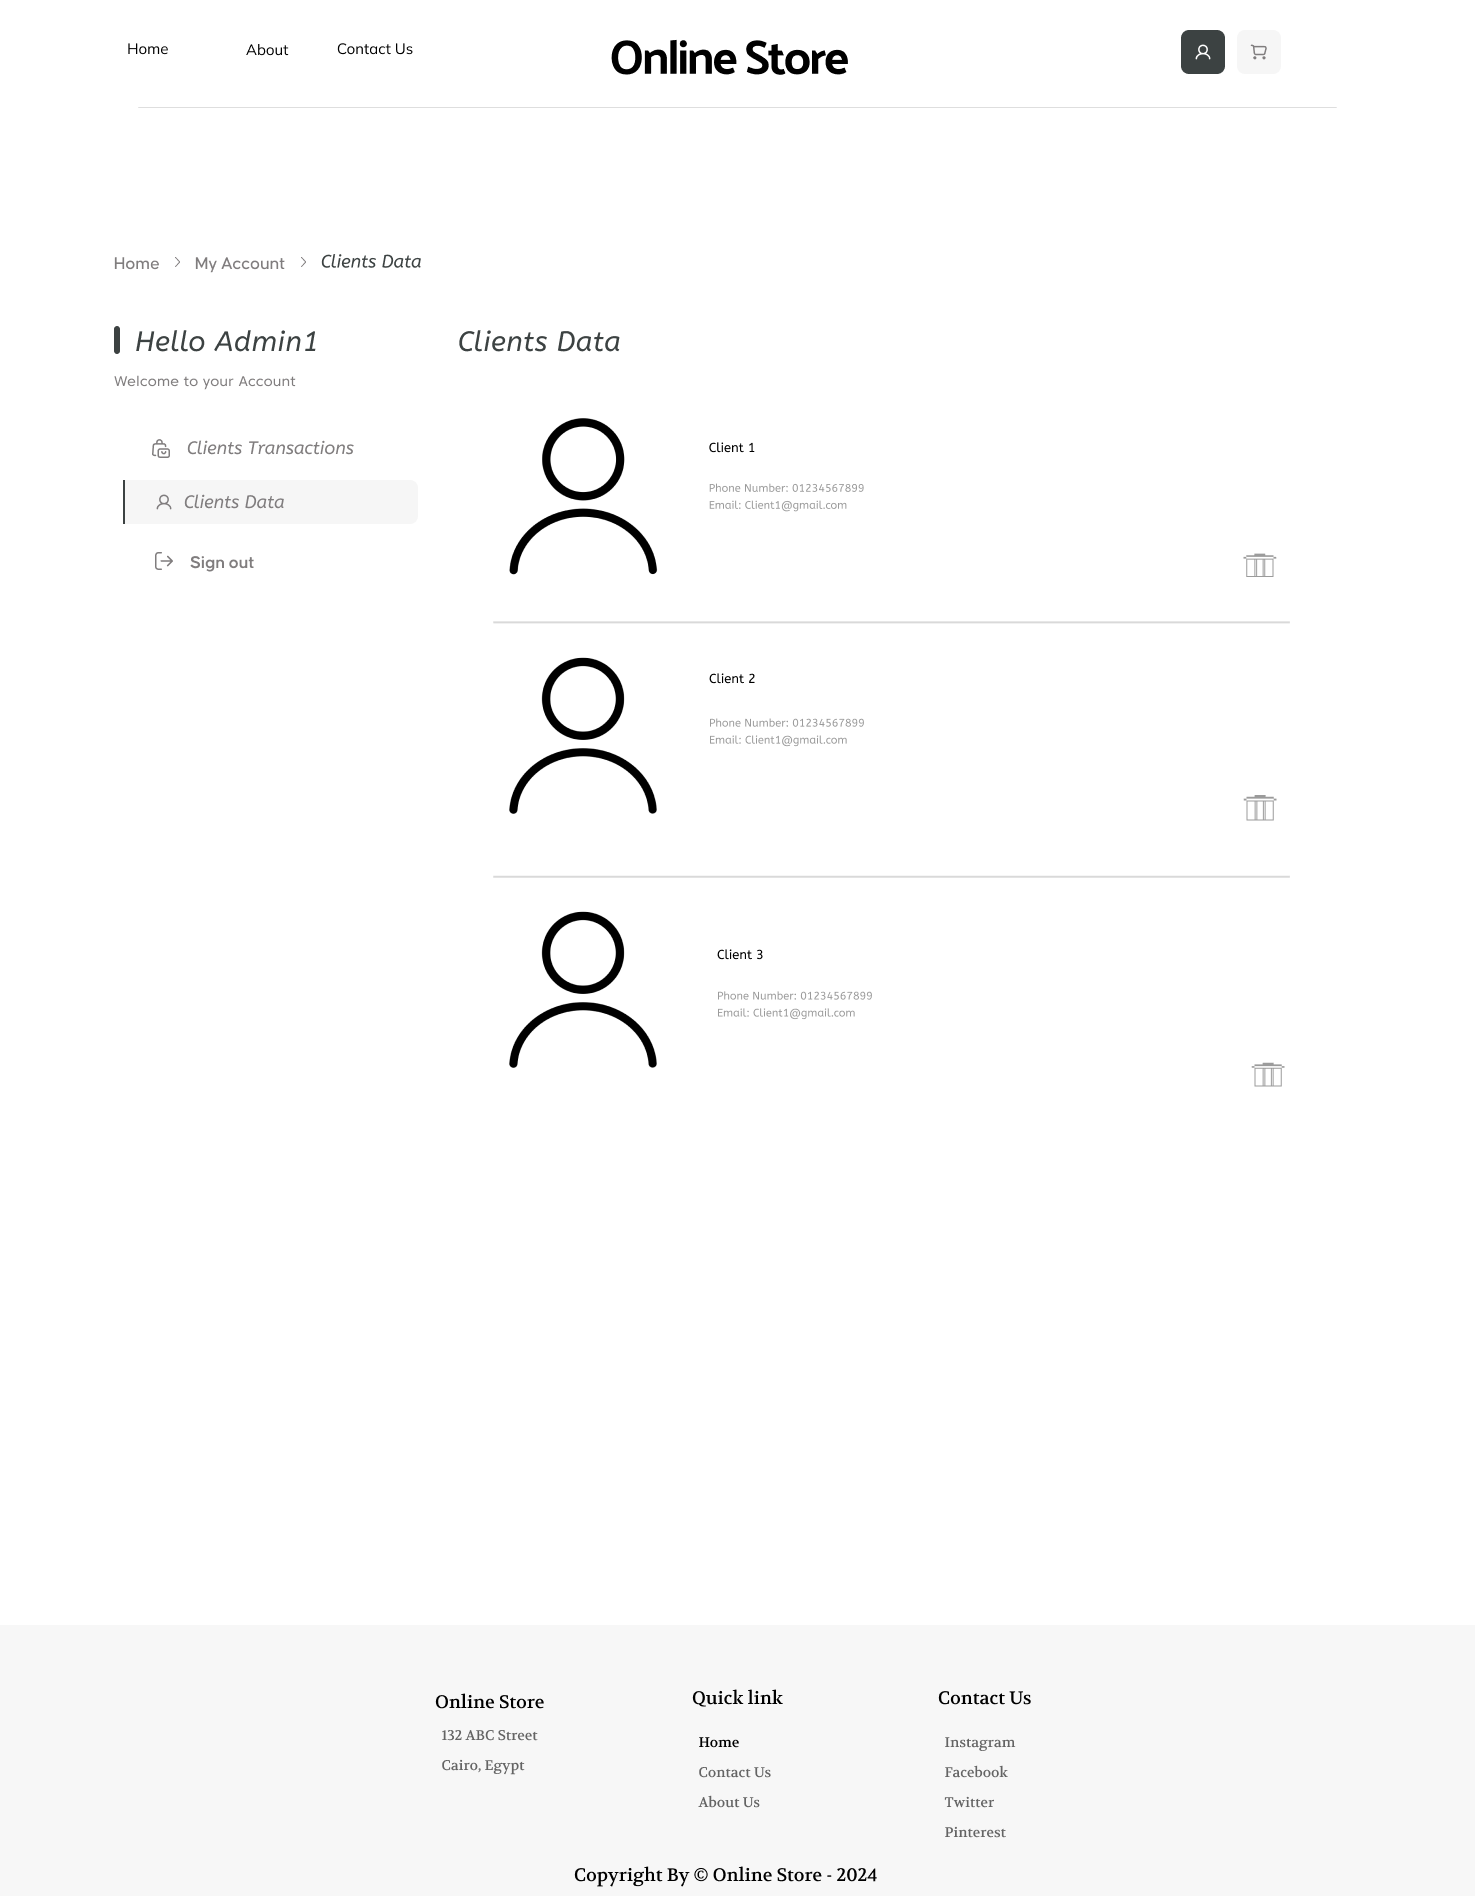 Home
About
Contact Us
Online Store
Home
My Account
Clients Data
Hello Admin1
Welcome to your Account
Clients Transactions
Clients Data
Sign out
Clients Data
Client 1
Phone Number: 01234567899
Email: Client1@gmail.com
Client 2
Phone Number: 01234567899
Email: Client1@gmail.com
Client 3
Phone Number: 01234567899
Email: Client1@gmail.com
Online Store
132 ABC Street
Cairo, Egypt
Quick link
Home
Contact Us
About Us
Contact Us
Instagram
Facebook
Twitter
Pinterest
Copyright By © Online Store - 2024